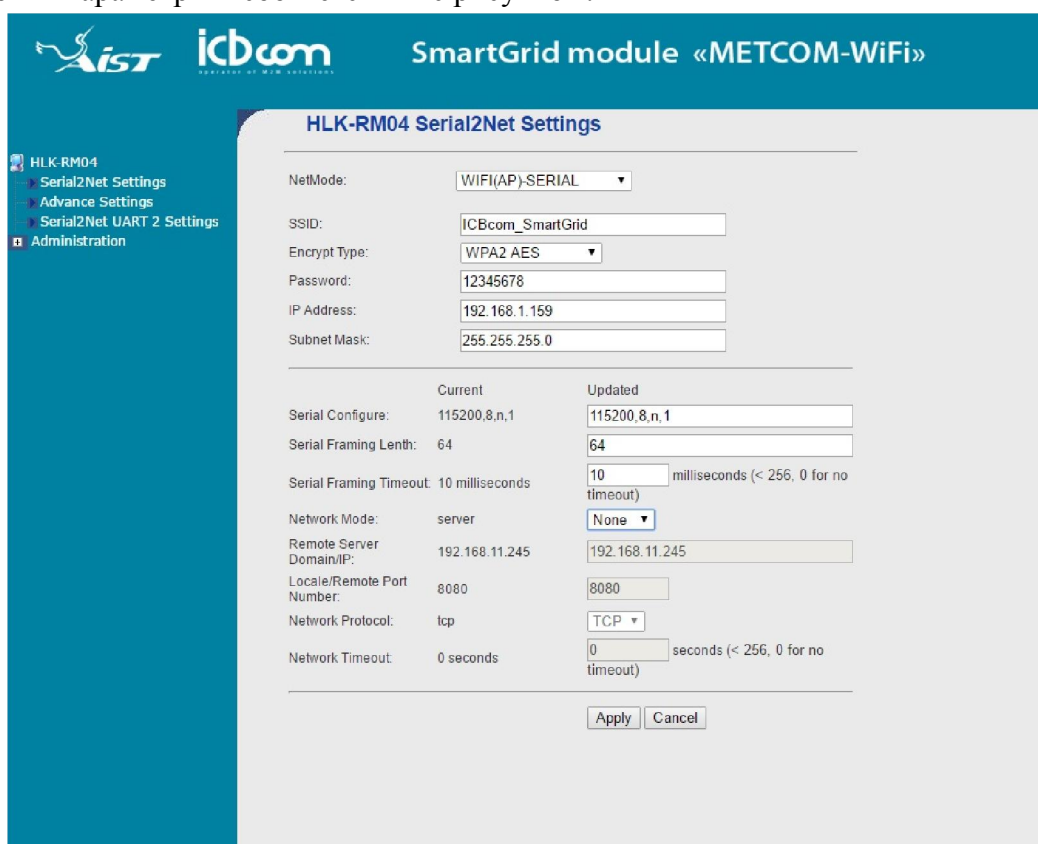 Aist icbcom SmartGrid module «METCOM-WiFi»
operator of M2M solutions
HLK-RM04 Serial2Net Settings
HLK-RM04
Serial2Net Settings
Advance Settings
Serial2Net UART 2 Settings
Administration
NetMode: WIFI(AP)-SERIAL
SSID: ICBcom_SmartGrid
Encrypt Type: WPA2 AES
Password: 12345678
IP Address: 192.168.1.159
Subnet Mask: 255.255.255.0
Current Updated
Serial Configure: 115200,8,n,1 115200,8,n,1
Serial Framing Lenth: 64 64
Serial Framing Timeout: 10 milliseconds 10 milliseconds (< 256, 0 for no
timeout)
Network Mode: server None
Remote Server
Domain/IP: 192.168.11.245 192.168.11.245
Locale/Remote Port
Number: 8080 8080
Network Protocol: tcp TCP
Network Timeout: 0 seconds 0 seconds (< 256, 0 for no
timeout)
Apply Cancel